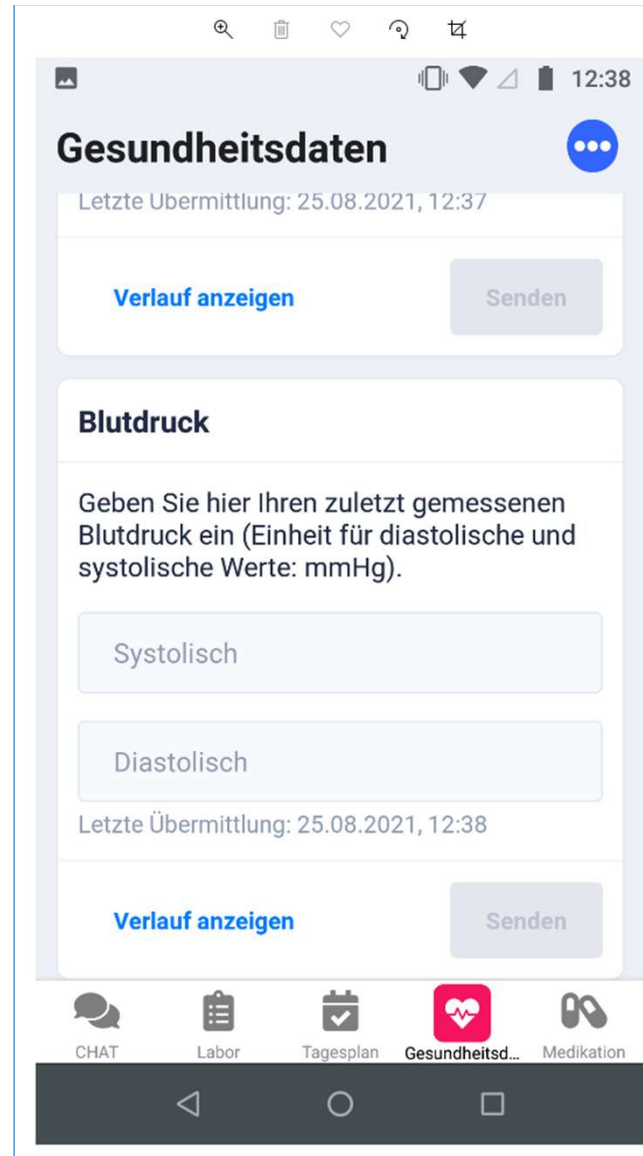 12:38
Gesundheitsdaten
Letzte Übermittlung: 25.08.2021, 12:37
Verlauf anzeigen
Senden
Blutdruck
Geben Sie hier Ihren zuletzt gemessenen
Blutdruck ein (Einheit für diastolische und
systolische Werte: mmHg).
Systolisch
Diastolisch
Letzte Übermittlung: 25.08.2021, 12:38
Verlauf anzeigen
Senden
CHAT
Labor
Tagesplan
Gesundheitsd...
Medikation